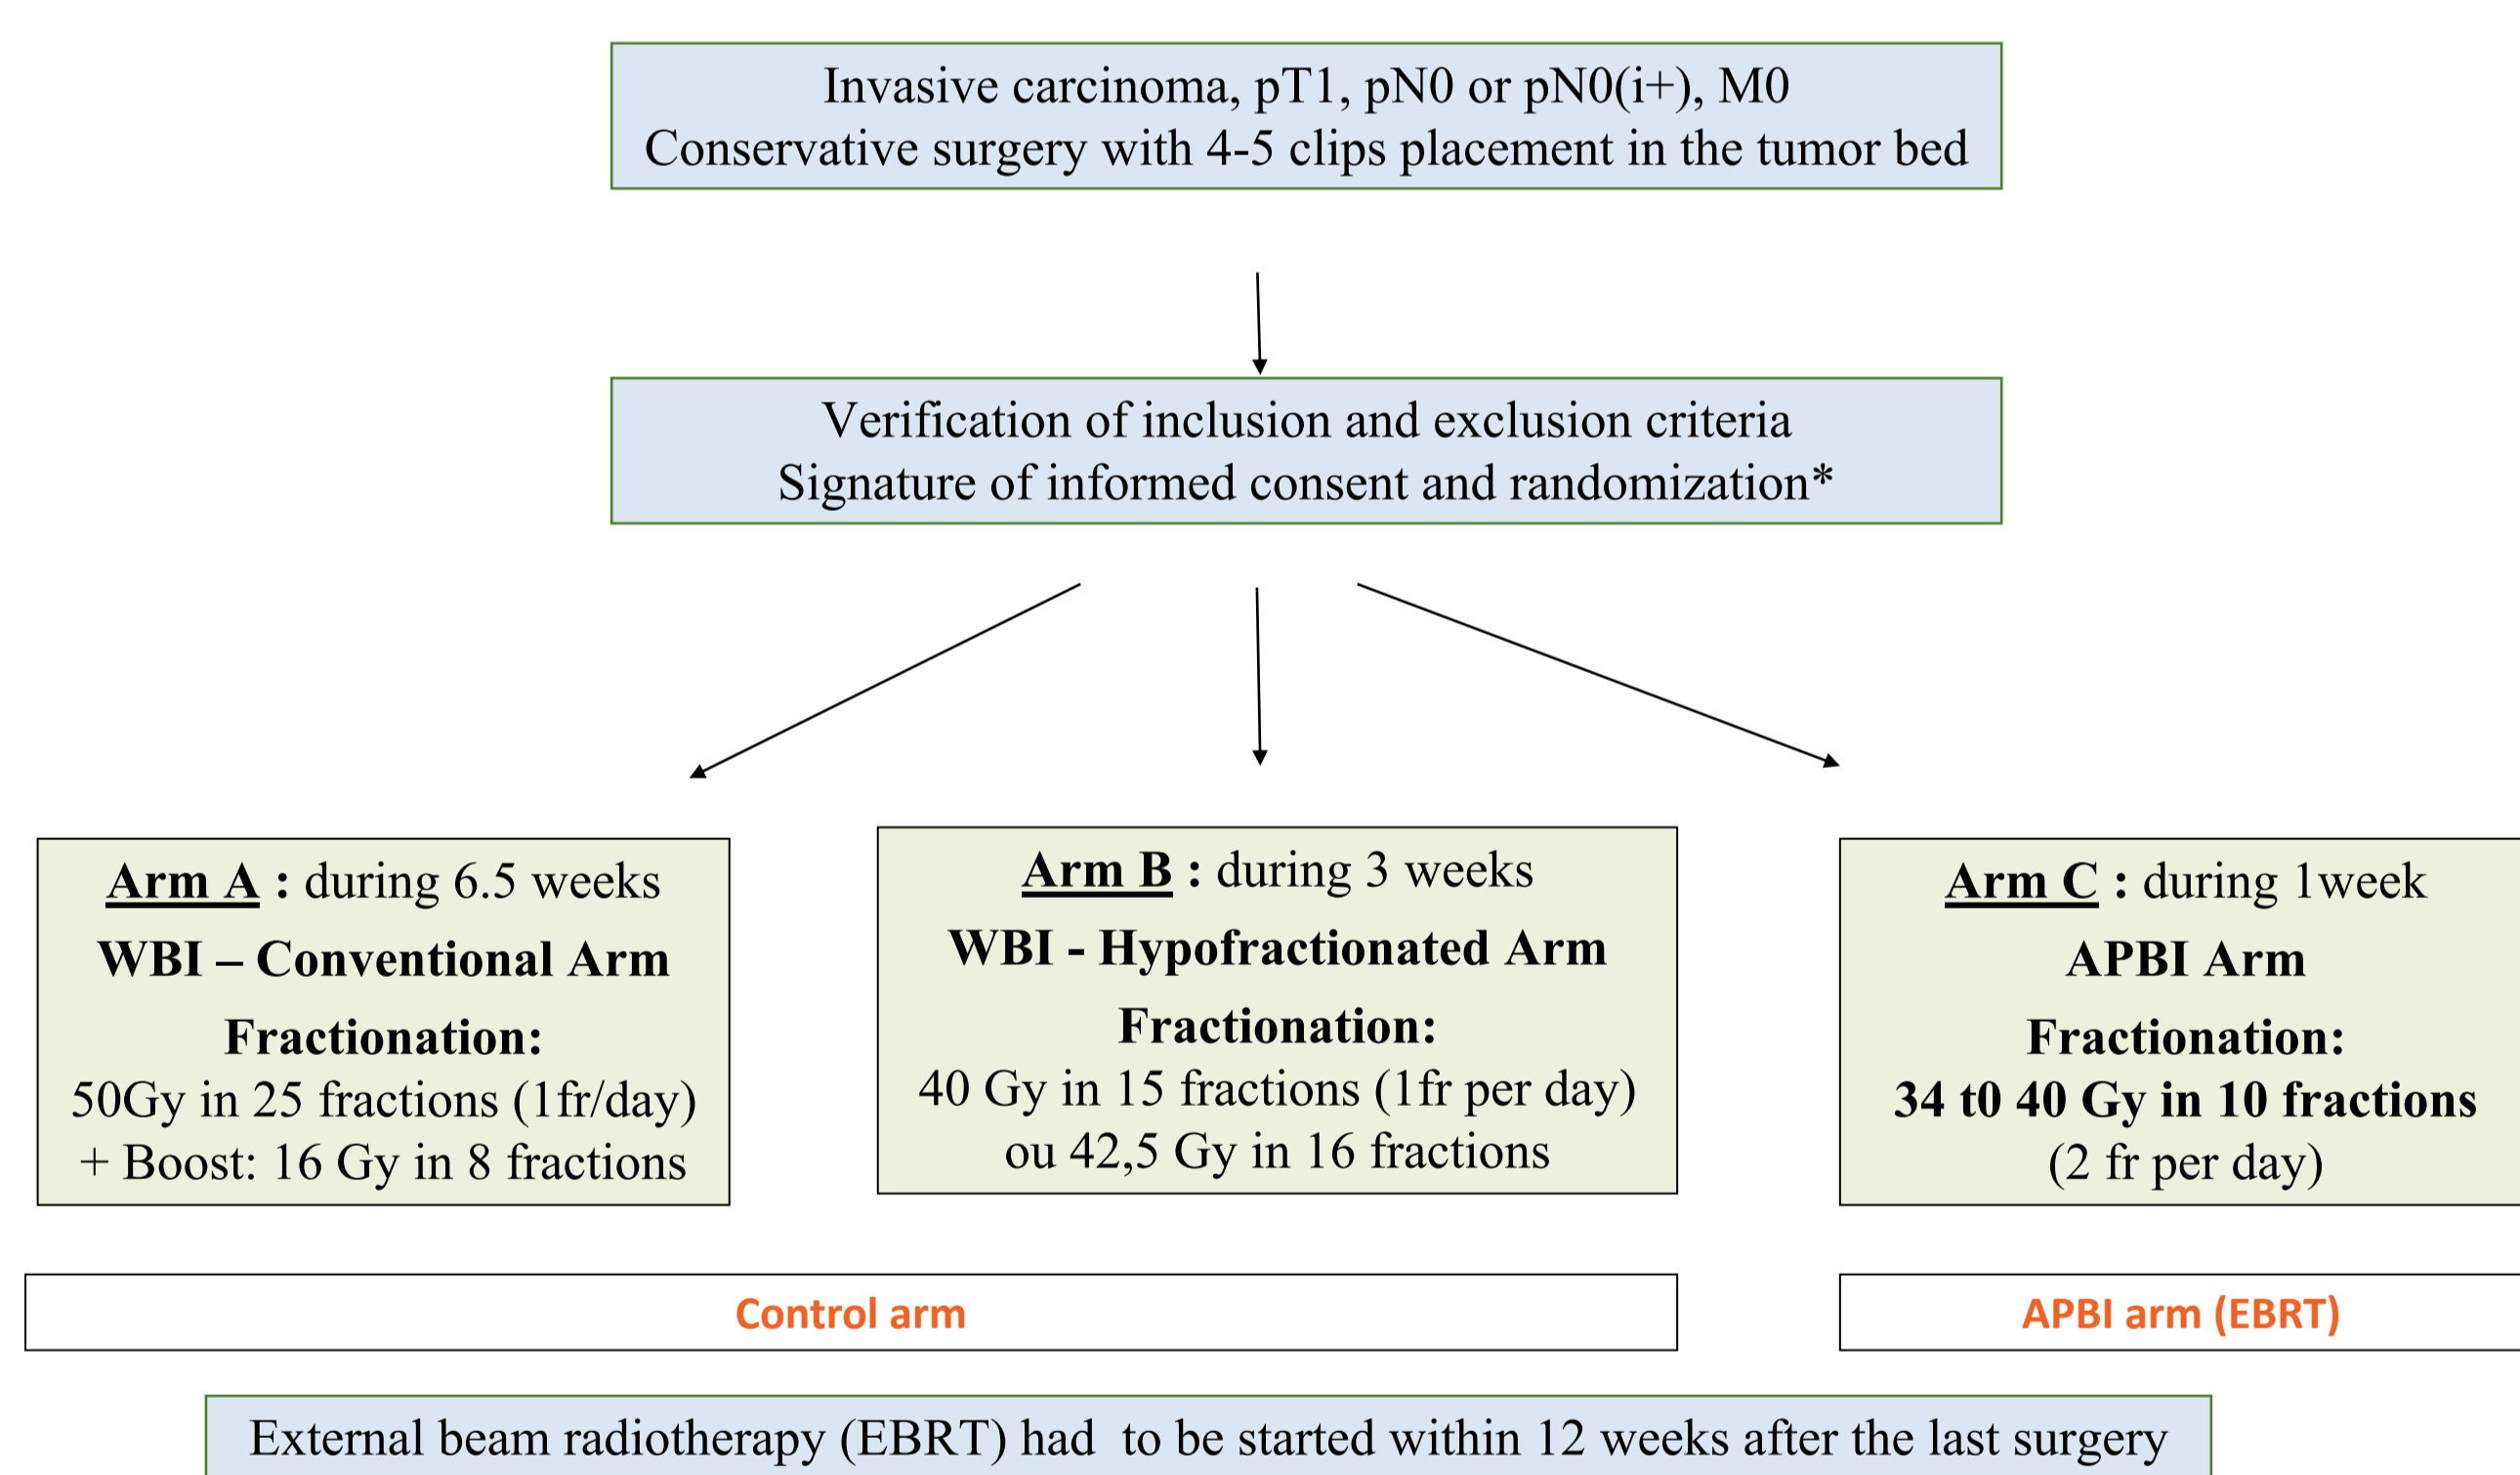 Invasive carcinoma, pT1, pN0 or pN0(i+), M0
Conservative surgery with 4-5 clips placement in the tumor bed
Verification of inclusion and exclusion criteria
Signature of informed consent and randomization*
Arm A : during 6.5 weeks
WBI – Conventional Arm
Fractionation:
50Gy in 25 fractions (1fr/day)
+ Boost: 16 Gy in 8 fractions
Arm B : during 3 weeks
WBI - Hypofractionated Arm
Fractionation:
40 Gy in 15 fractions (1fr per day)
ou 42,5 Gy in 16 fractions
Arm C : during 1week
APBI Arm
Fractionation:
34 t0 40 Gy in 10 fractions
(2 fr per day)
Control arm
APBI arm (EBRT)
External beam radiotherapy (EBRT) had  to be started within 12 weeks after the last surgery